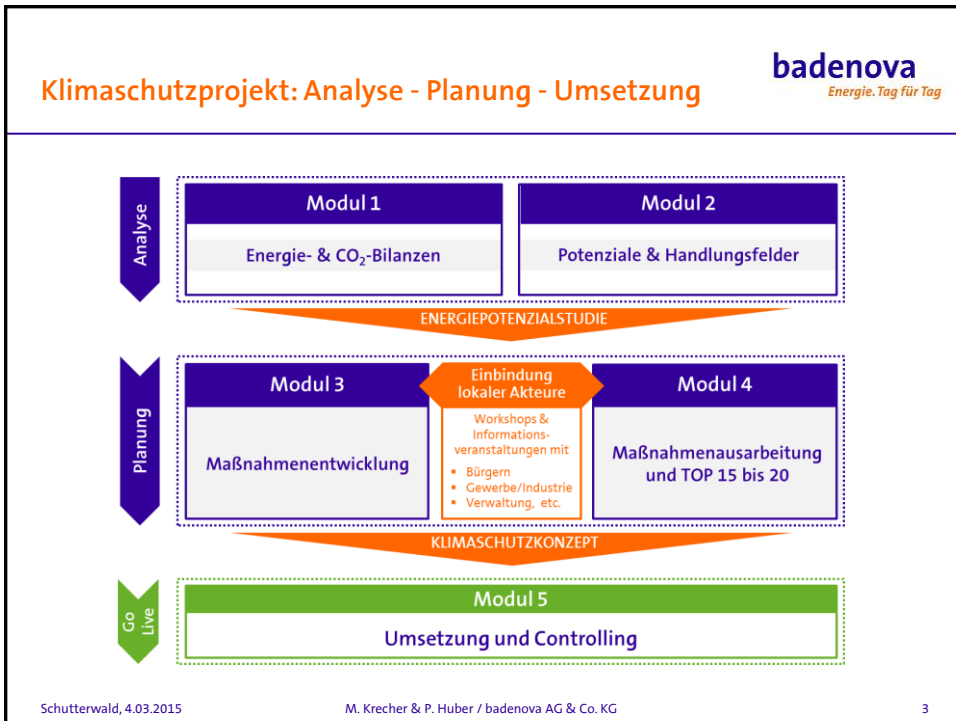 badenova
Energie. Tag für Tag
Klimaschutzprojekt: Analyse - Planung - Umsetzung
Analyse
Modul 1
Energie- & CO₂-Bilanzen
Modul 2
Potenziale & Handlungsfelder
ENERGIEPOTENZIALSTUDIE
Planung
Modul 3
Maßnahmenentwicklung
Einbindung
lokaler Akteure
Workshops &
Informations-
veranstaltungen mit
▪ Bürgern
▪ Gewerbe/Industrie
▪ Verwaltung, etc.
Modul 4
Maßnahmenausarbeitung
und TOP 15 bis 20
KLIMASCHUTZKONZEPT
Go
Live
Modul 5
Umsetzung und Controlling
Schutterwald, 4.03.2015
M. Krecher & P. Huber / badenova AG & Co. KG
3